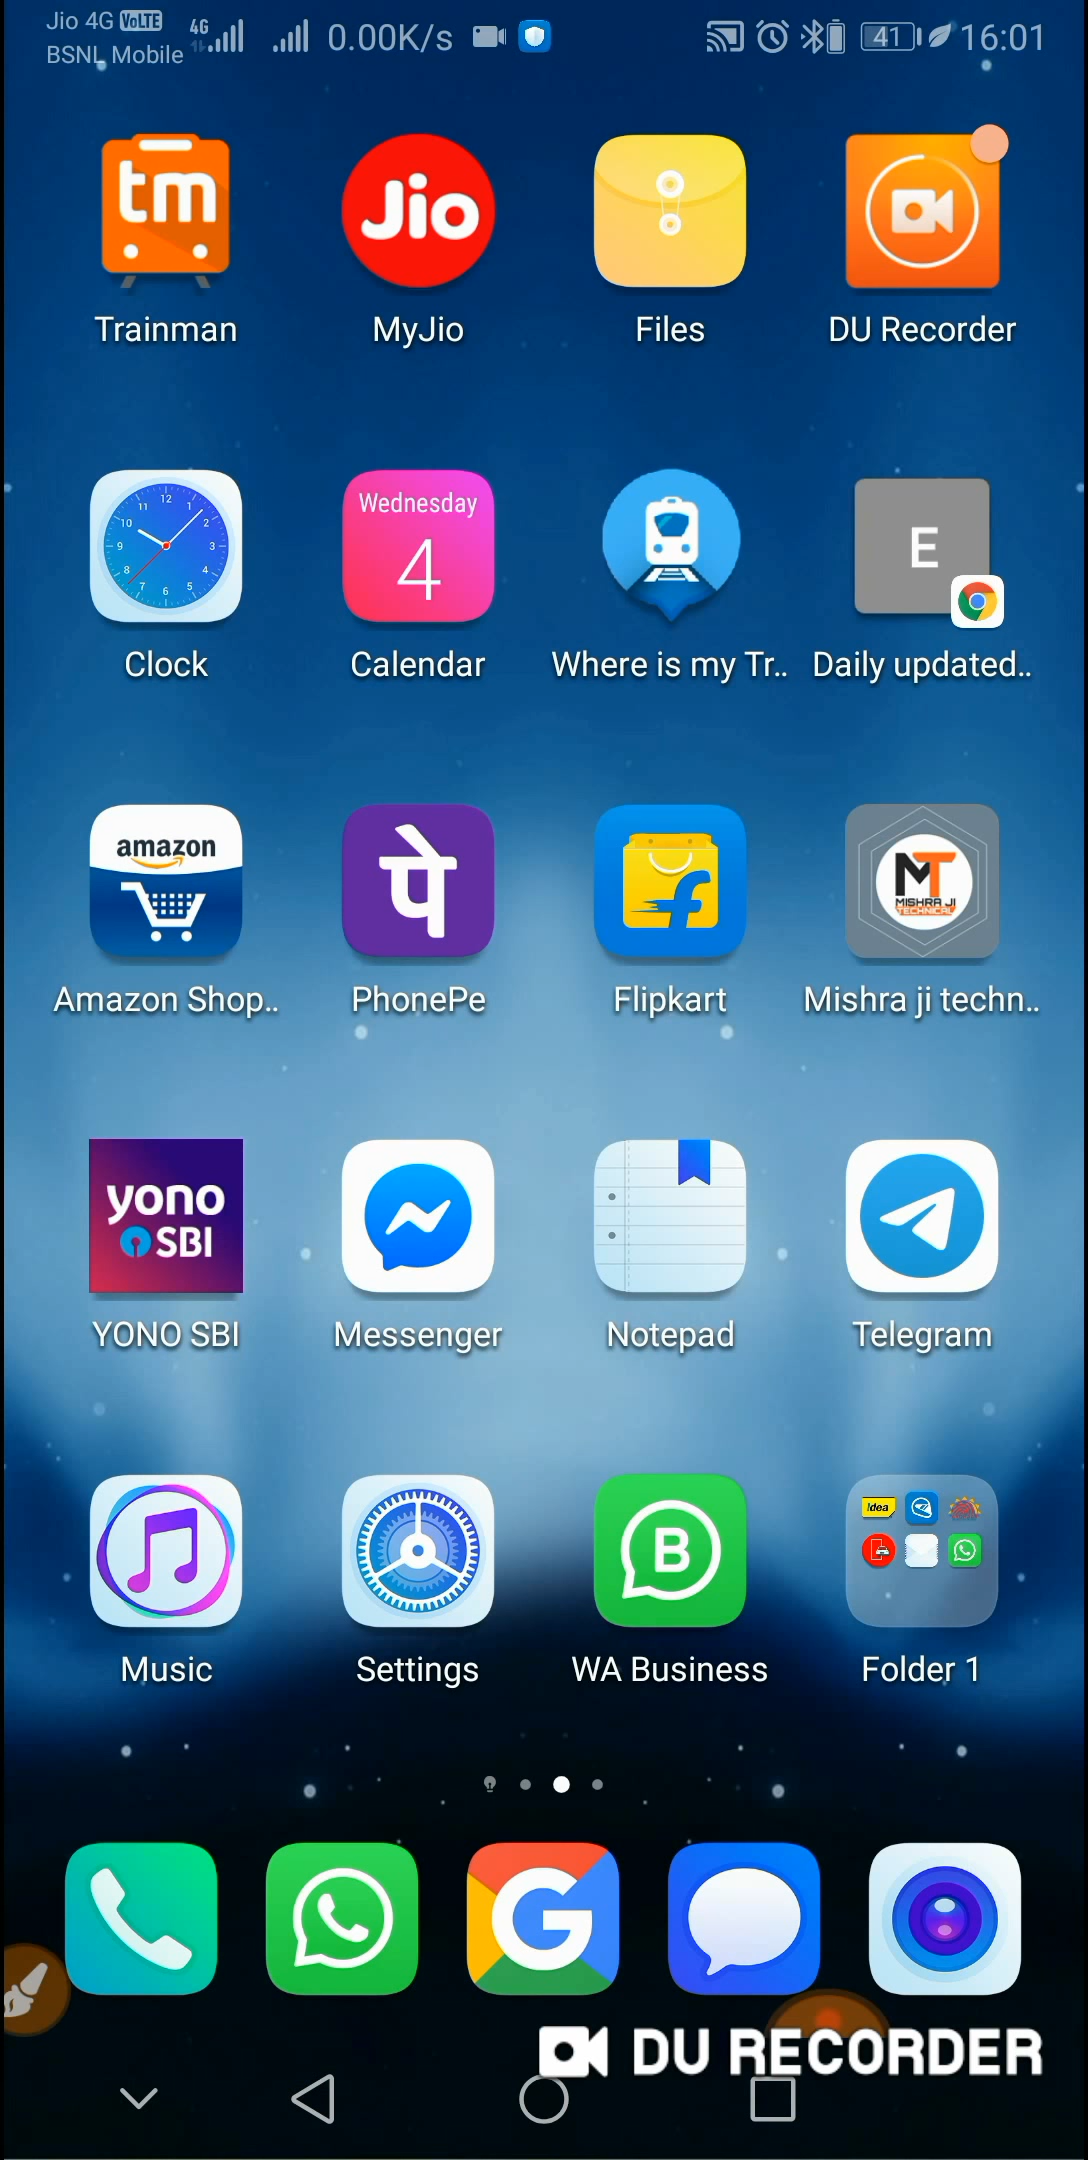 Jio 4G VoLTE
BSNL Mobile
4G
0.00K/s
41
16:01
tm
Jio
Trainman
MyJio
Files
DU Recorder
12
1
2
3
4
5
6
7
8
9
10
11
Wednesday
4
E
Clock
Calendar
Where is my Tr..
Daily updated..
amazon
पे
f
MT
MISHRA JI
TECHNICAL
Amazon Shop..
PhonePe
Flipkart
Mishra ji techn..
yono
SBI
YONO SBI
Messenger
Notepad
Telegram
B
Idea
Music
Settings
WA Business
Folder 1
G
DU RECORDER